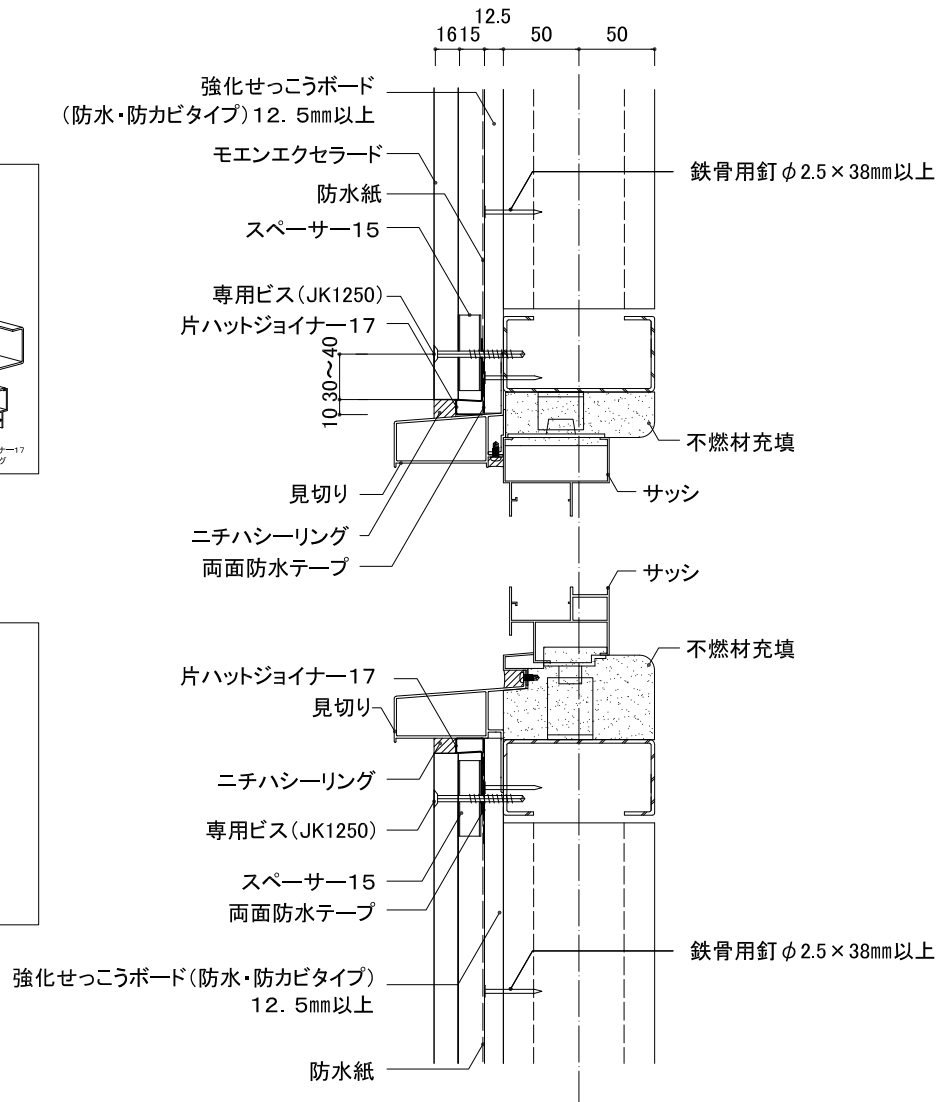 12.5
16 15 50 50
強化せっこうボード
(防水・防カビタイプ)12.5mm以上
モエンエクセラード
鉄骨用釘φ2.5×38mm以上
防水紙
スペーサー15
専用ビス(JK1250)
片ハットジョイナー17
10 30～40
不燃材充填
見切り
サッシ
ニチハシーリング
両面防水テープ
サッシ
不燃材充填
片ハットジョイナー17
見切り
ニチハシーリング
専用ビス(JK1250)
スペーサー15
両面防水テープ
鉄骨用釘φ2.5×38mm以上
強化せっこうボード(防水・防カビタイプ)
12.5mm以上
防水紙
ナー17
グ